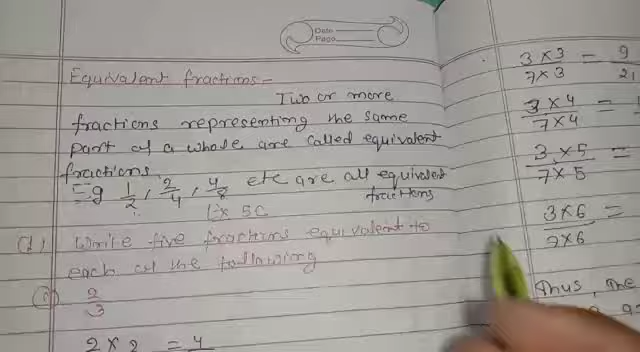 Date
Page
Equivalent fractions -
Two or more
fractions representing the same
part of a whole are called equivalent
fractions.
Eg 1/2, 2/4, 4/8 etc are all equivalent
fractions
Ex 5C
Q1 Write five fractions equivalent to
each of the following
(i) 2/3
2 × 2 = 4
3 × 3 / 7 × 3 = 9 / 21
3 × 4 / 7 × 4 =
3 × 5 / 7 × 5 =
3 × 6 / 7 × 6 =
Thus, the